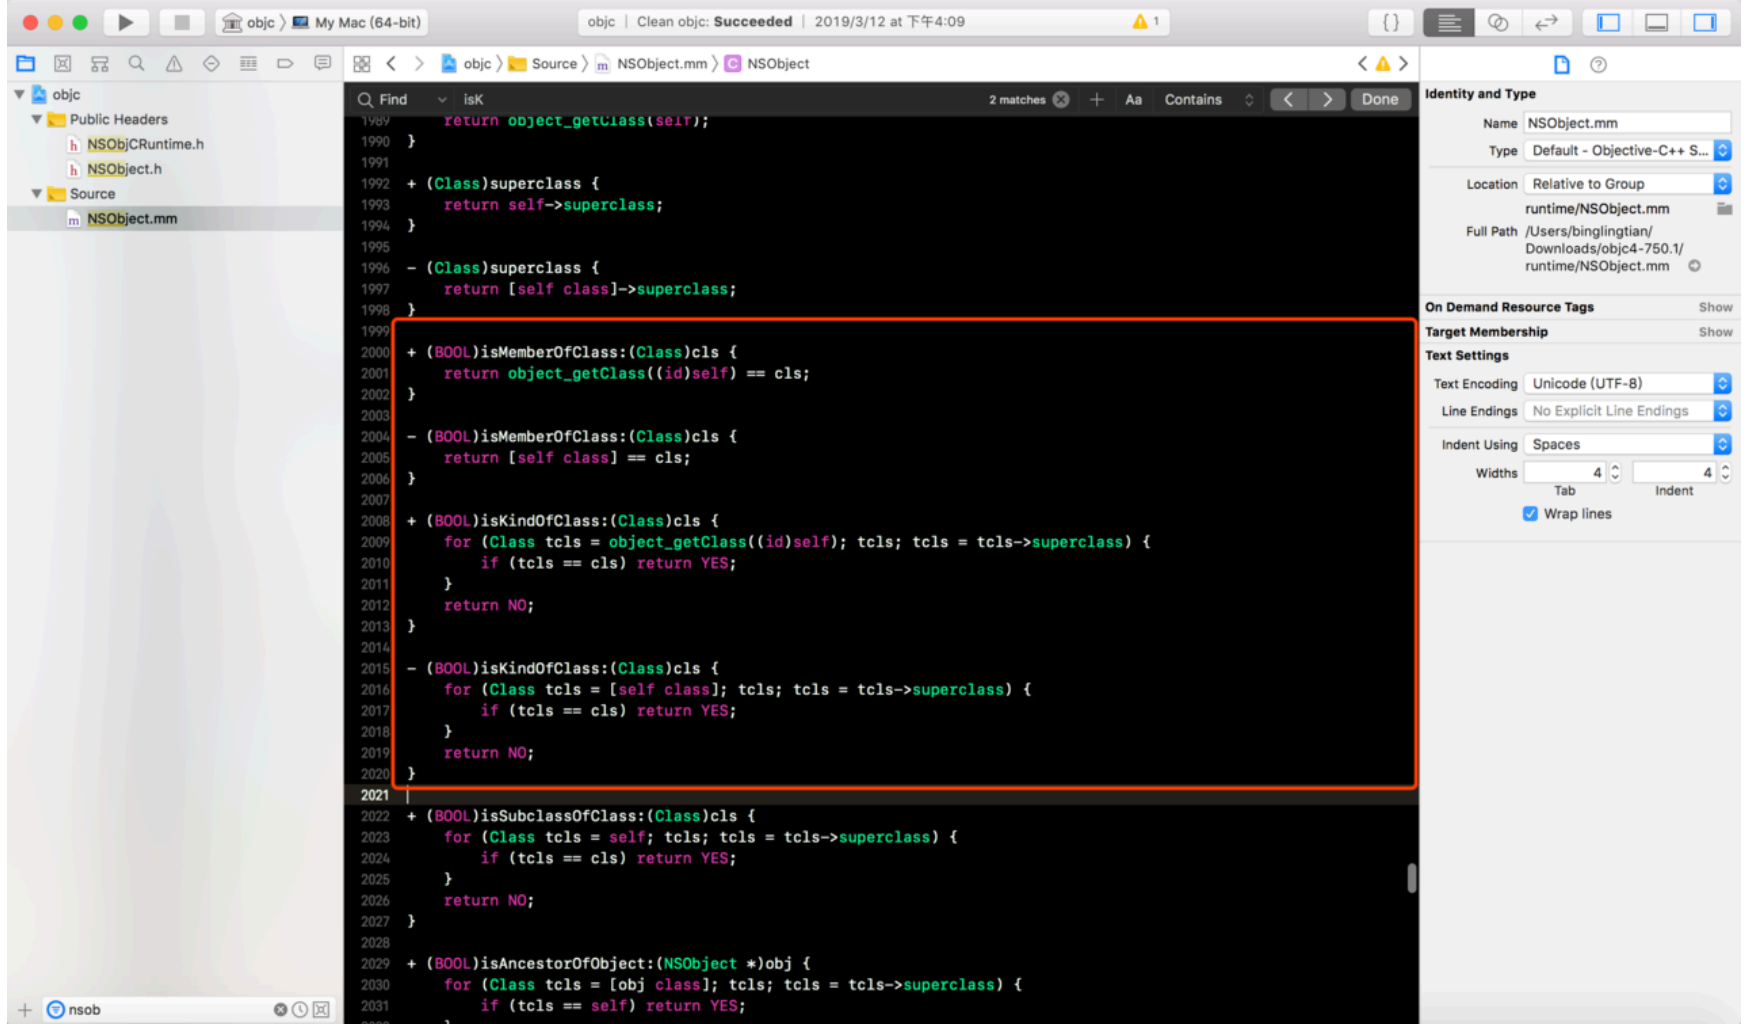 objc 〉 My Mac (64-bit)
objc | Clean objc: Succeeded | 2019/3/12 at 下午4:09
1
{}
objc 〉 Source 〉 m NSObject.mm 〉 C NSObject
objc
Public Headers
h NSObjCRuntime.h
h NSObject.h
Source
m NSObject.mm
nsob
Find isK 2 matches Aa Contains Done
1989 return object_getClass(self);
1990 }
1991
1992 + (Class)superclass {
1993 return self->superclass;
1994 }
1995
1996 - (Class)superclass {
1997 return [self class]->superclass;
1998 }
1999
2000 + (BOOL)isMemberOfClass:(Class)cls {
2001 return object_getClass((id)self) == cls;
2002 }
2003
2004 - (BOOL)isMemberOfClass:(Class)cls {
2005 return [self class] == cls;
2006 }
2007
2008 + (BOOL)isKindOfClass:(Class)cls {
2009 for (Class tcls = object_getClass((id)self); tcls; tcls = tcls->superclass) {
2010 if (tcls == cls) return YES;
2011 }
2012 return NO;
2013 }
2014
2015 - (BOOL)isKindOfClass:(Class)cls {
2016 for (Class tcls = [self class]; tcls; tcls = tcls->superclass) {
2017 if (tcls == cls) return YES;
2018 }
2019 return NO;
2020 }
2021
2022 + (BOOL)isSubclassOfClass:(Class)cls {
2023 for (Class tcls = self; tcls; tcls = tcls->superclass) {
2024 if (tcls == cls) return YES;
2025 }
2026 return NO;
2027 }
2028
2029 + (BOOL)isAncestorOfObject:(NSObject *)obj {
2030 for (Class tcls = [obj class]; tcls; tcls = tcls->superclass) {
2031 if (tcls == self) return YES;
Identity and Type
Name NSObject.mm
Type Default - Objective-C++ S...
Location Relative to Group
runtime/NSObject.mm
Full Path /Users/binglingtian/
Downloads/objc4-750.1/
runtime/NSObject.mm
On Demand Resource Tags Show
Target Membership Show
Text Settings
Text Encoding Unicode (UTF-8)
Line Endings No Explicit Line Endings
Indent Using Spaces
Widths 4 4
Tab Indent
Wrap lines